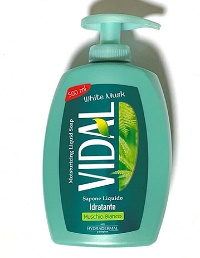 White Musk
500 ml
VIDAL
Moisturizing Liquid Soap
Sapone Liquido
Idratante
Muschio Bianco